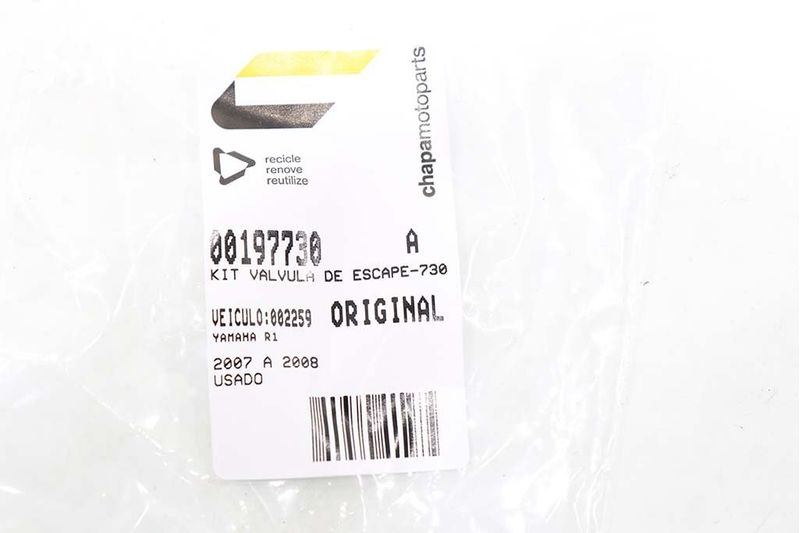 chapamotoparts
recicle
renove
reutilize
00197730 A
KIT VALVULA DE ESCAPE-730
VEICULO:002259 ORIGINAL
YAMAHA R1
2007 A 2008
USADO